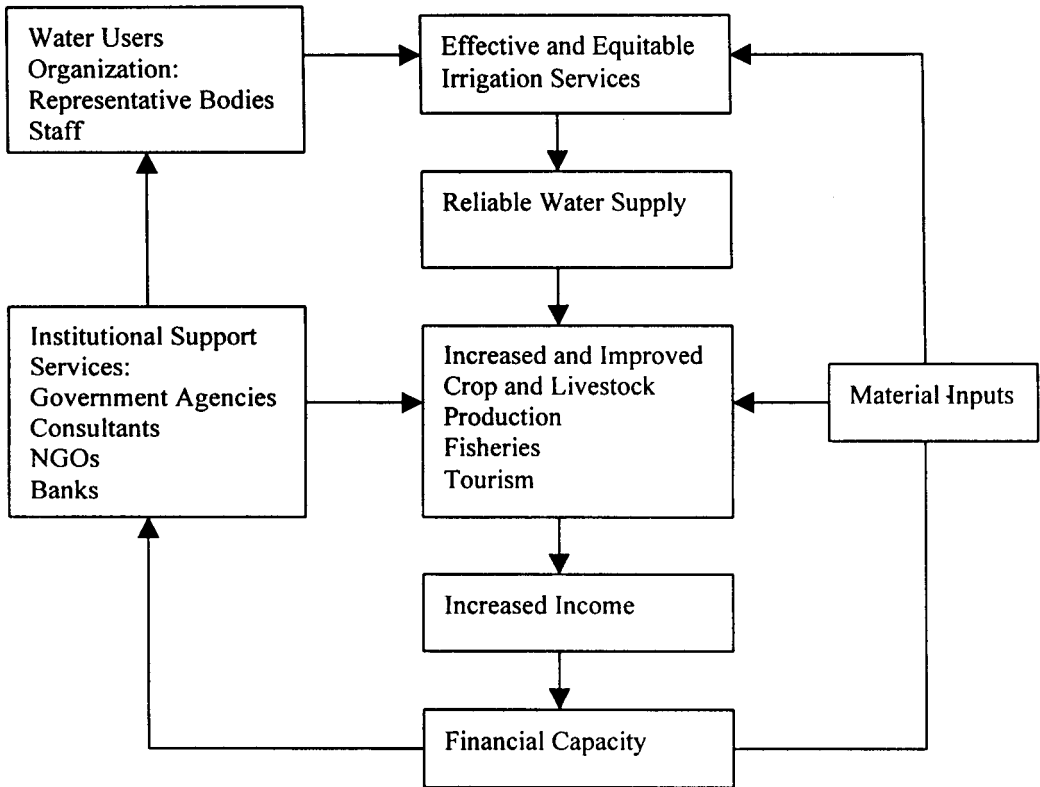 Water Users
Organization:
Representative Bodies
Staff
Effective and Equitable
Irrigation Services
Reliable Water Supply
Institutional Support
Services:
Government Agencies
Consultants
NGOs
Banks
Increased and Improved
Crop and Livestock
Production
Fisheries
Tourism
Material Inputs
Increased Income
Financial Capacity